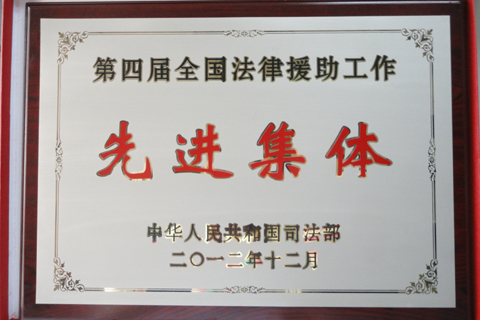 第四届全国法律援助工作
先进集体
中华人民共和国司法部
二〇一二年十二月